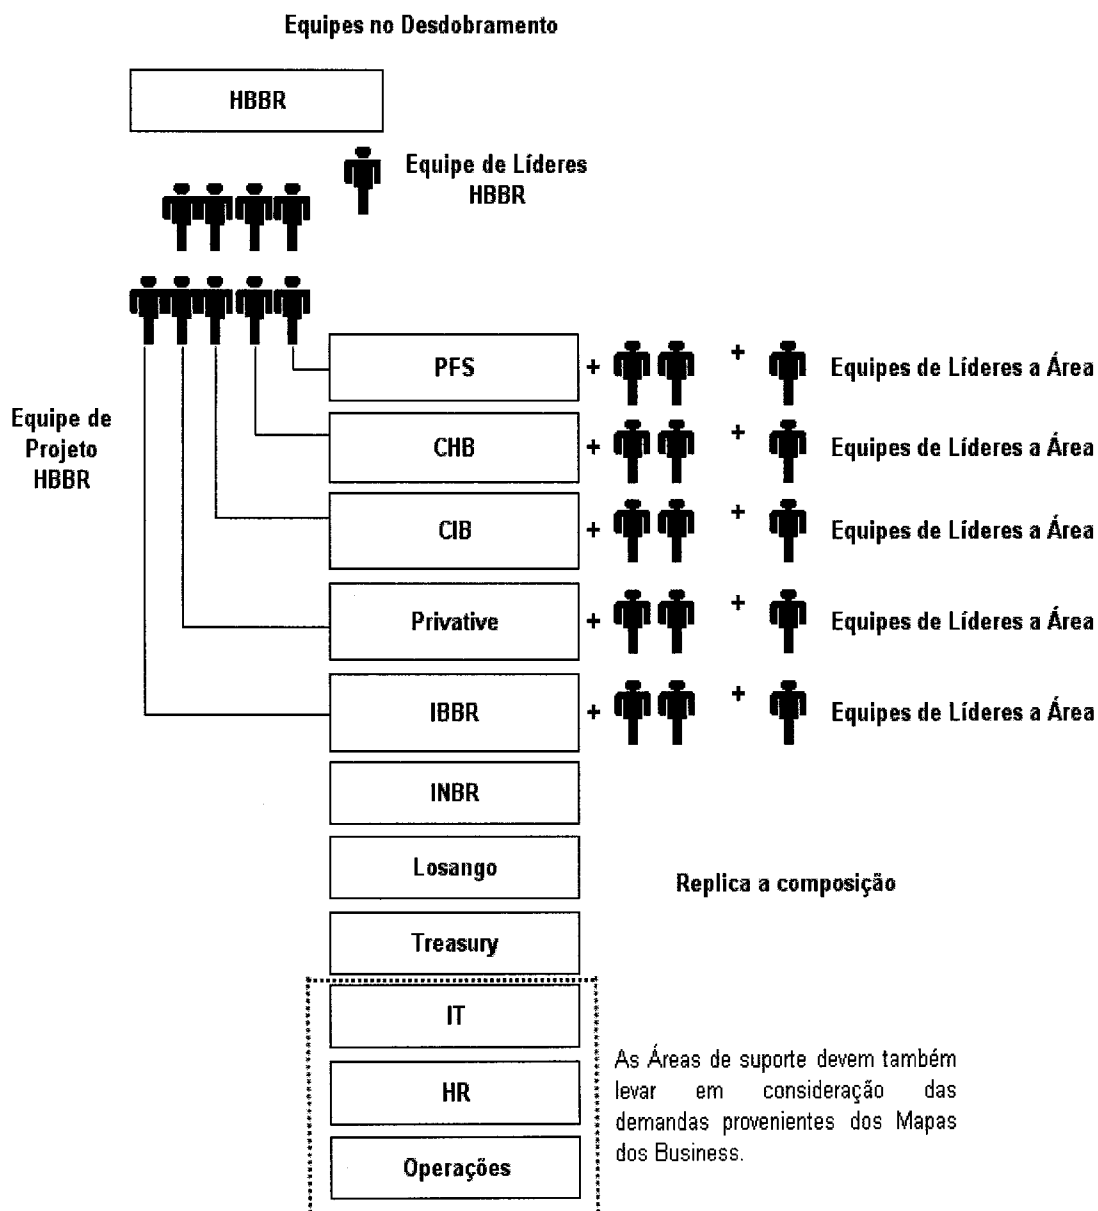 Equipes no Desdobramento
HBBR
Equipe de Líderes
HBBR
PFS
+
+
Equipes de Líderes a Área
Equipe de
Projeto
HBBR
CHB
+
+
Equipes de Líderes a Área
CIB
+
+
Equipes de Líderes a Área
Privative
+
+
Equipes de Líderes a Área
IBBR
+
+
Equipes de Líderes a Área
INBR
Losango
Replica a composição
Treasury
IT
HR
Operações
As Áreas de suporte devem também
levar em consideração das
demandas provenientes dos Mapas
dos Business.